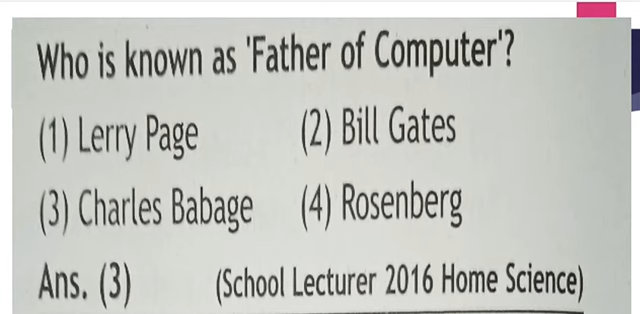 Who is known as 'Father of Computer'?
(1) Lerry Page (2) Bill Gates
(3) Charles Babage (4) Rosenberg
Ans. (3) (School Lecturer 2016 Home Science)